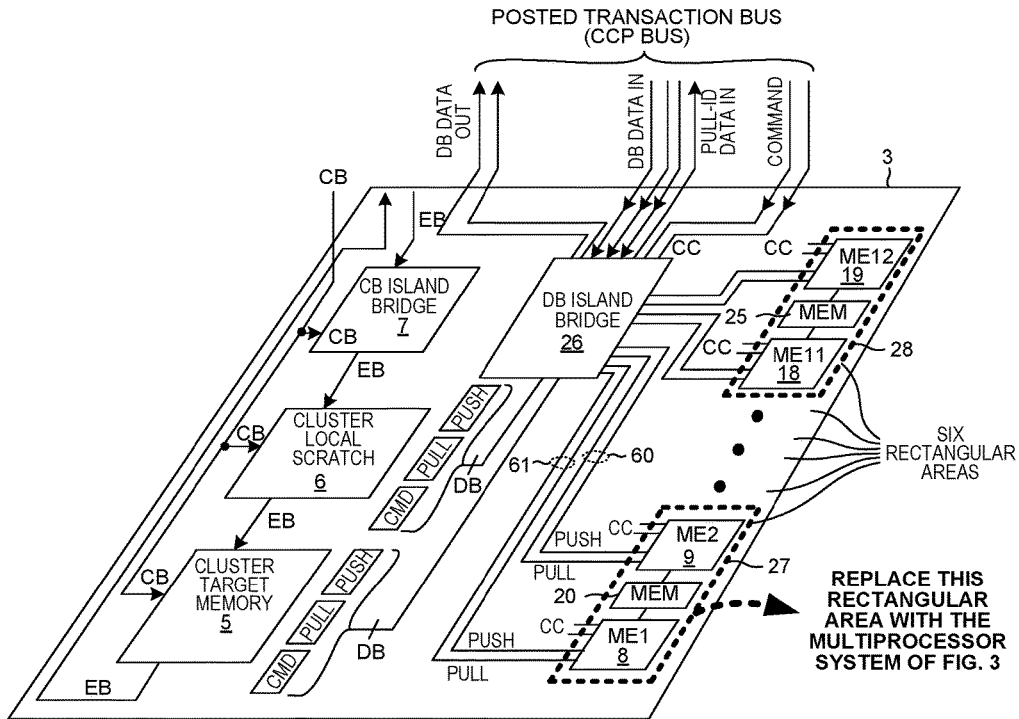 POSTED TRANSACTION BUS
(CCP BUS)
DB DATA
OUT
DB DATA IN
PULL-ID
DATA IN
COMMAND
CB
EB
3
CC
CC
ME12
19
CB ISLAND
BRIDGE
7
CB
DB ISLAND
BRIDGE
26
25
MEM
CC
28
ME11
18
EB
CLUSTER
LOCAL
SCRATCH
6
CB
CMD
PULL
PUSH
DB
61
60
SIX
RECTANGULAR
AREAS
EB
CLUSTER
TARGET
MEMORY
5
CB
CMD
PULL
PUSH
DB
CC
PUSH
PULL
ME2
9
27
20
MEM
CC
PUSH
PULL
ME1
8
REPLACE THIS
RECTANGULAR
AREA WITH THE
MULTIPROCESSOR
SYSTEM OF FIG. 3
EB